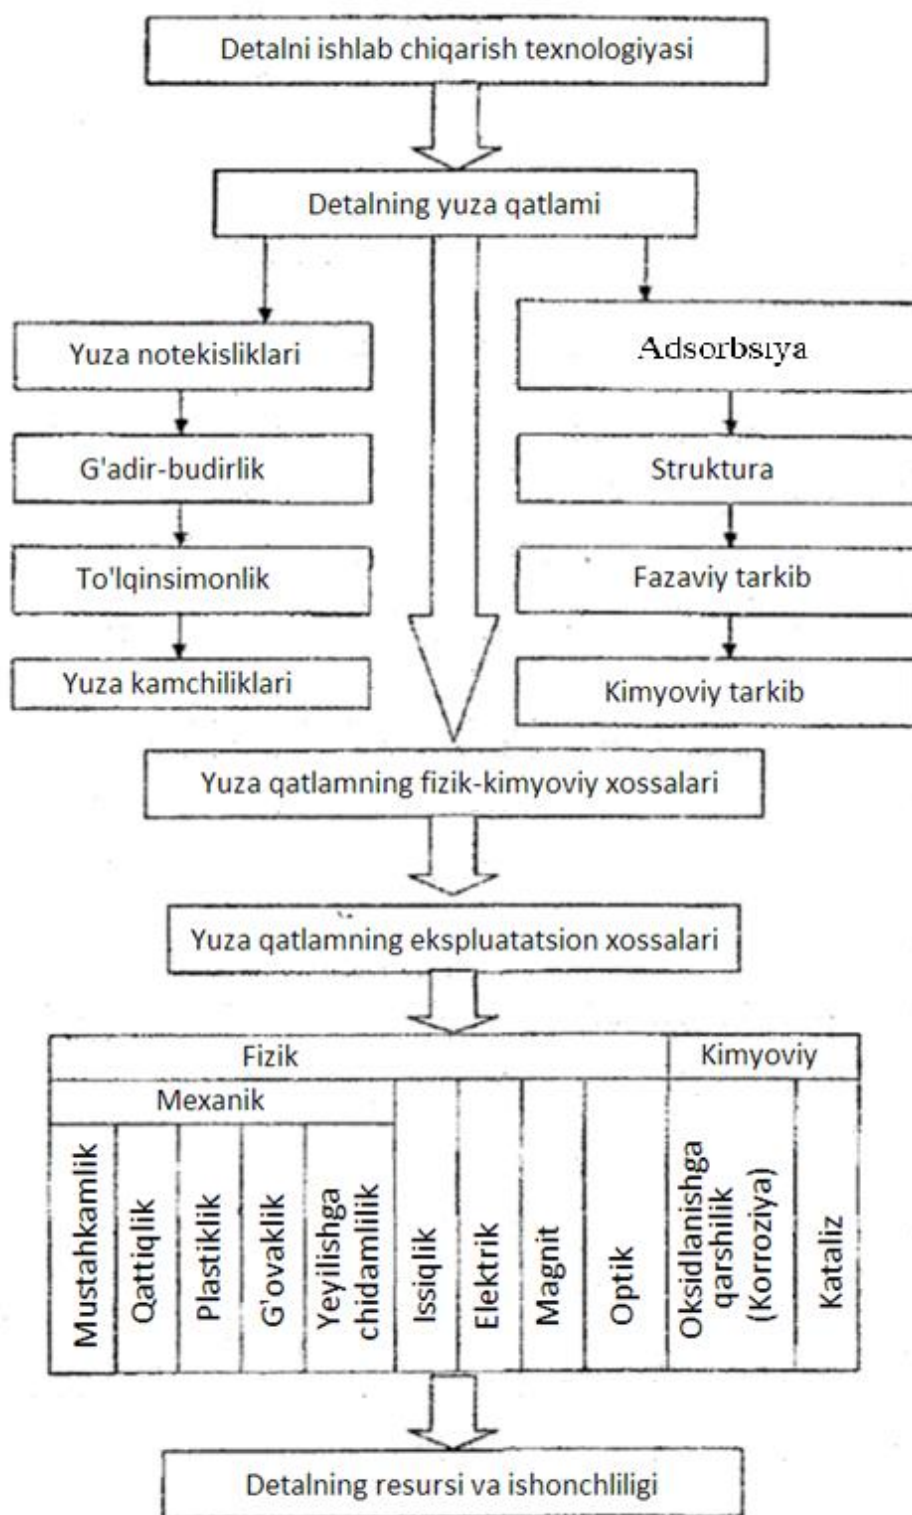 Detalni ishlab chiqarish texnologiyasi
Detalning yuza qatlami
Yuza notekisliklari
G'adir-budirlik
To'lqinsimonlik
Yuza kamchiliklari
Adsorbsıya
Struktura
Fazaviy tarkib
Kimyoviy tarkib
Yuza qatlamning fizik-kimyoviy xossalari
Yuza qatlamning ekspluatatsion xossalari
Fizik
Kimyoviy
Mexanik
Mustahkamlik
Qattiqlik
Plastiklik
G'ovaklik
Yeyilishga
chidamlilik
Issiqlik
Elektrik
Magnit
Optik
Oksidlanishga
qarshilik
(Korroziya)
Kataliz
Detalning resursi va ishonchliligi